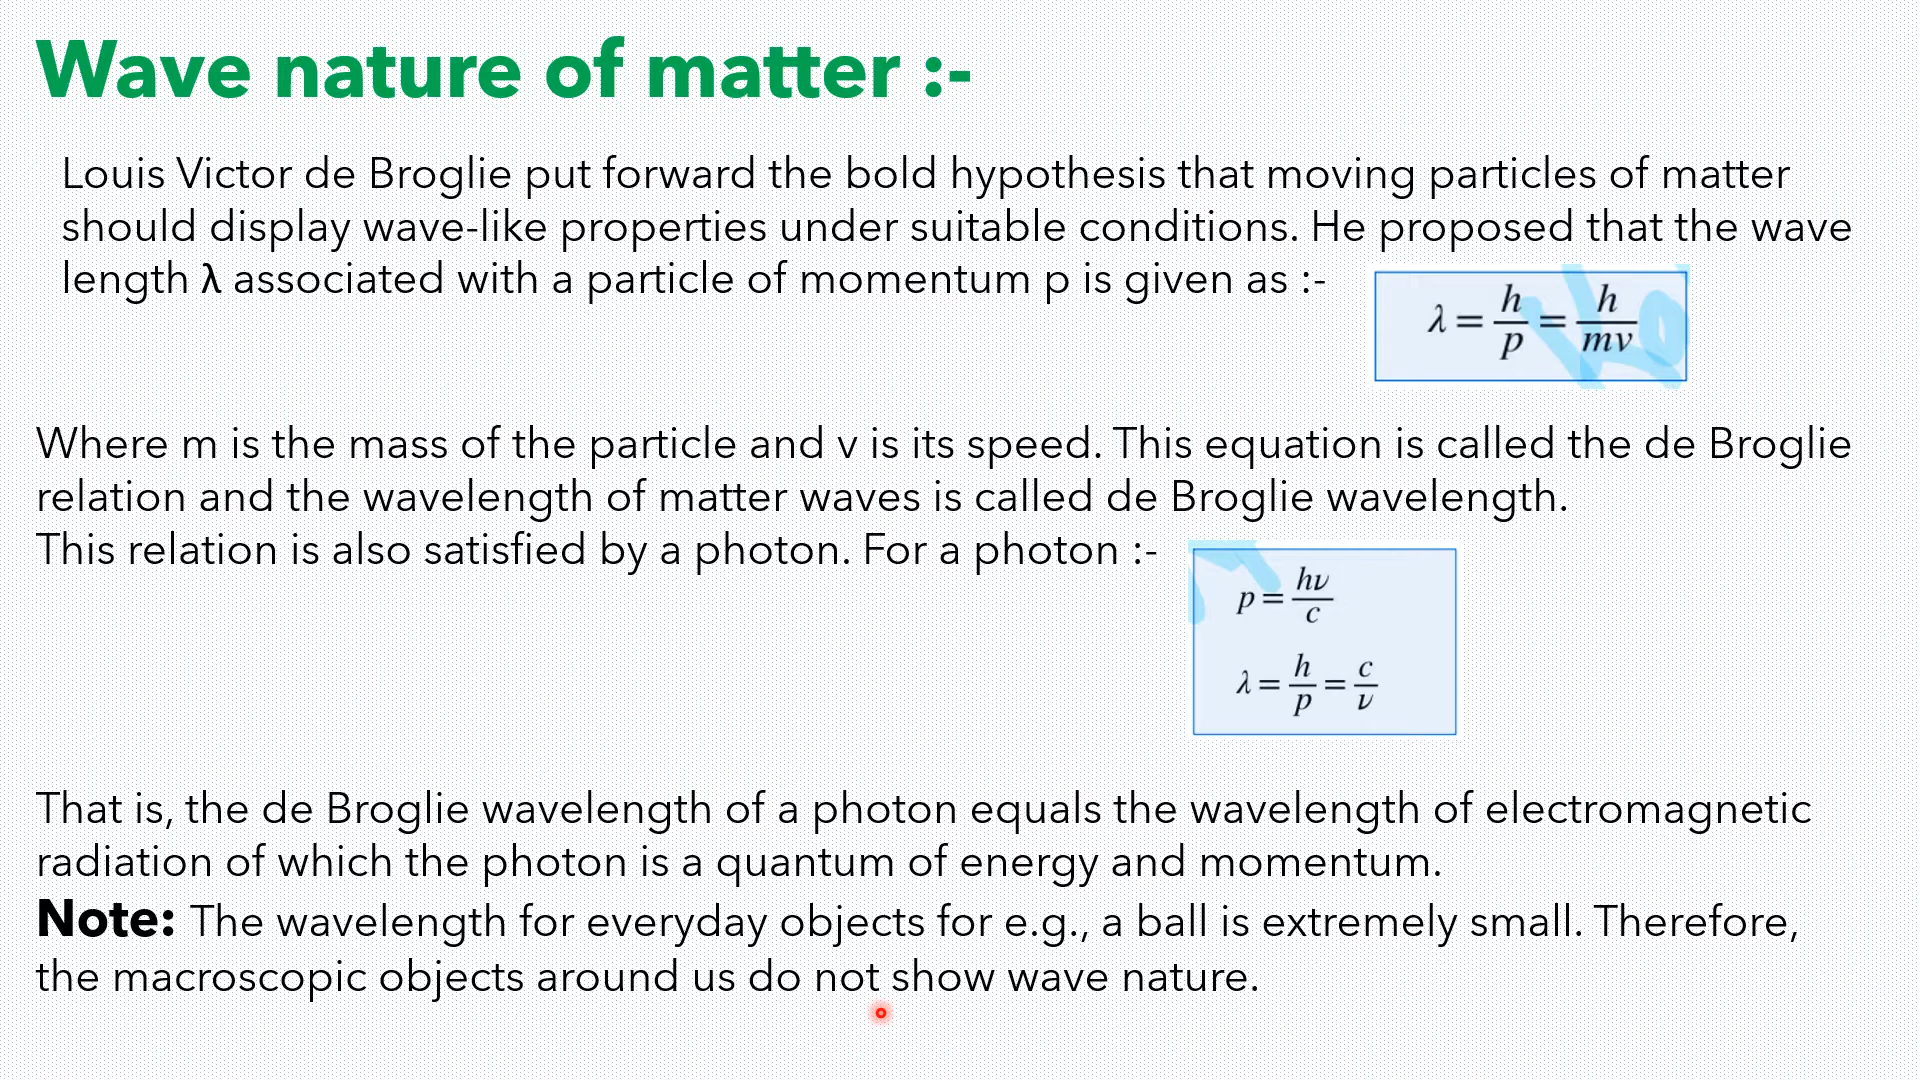 Wave nature of matter :-
Louis Victor de Broglie put forward the bold hypothesis that moving particles of matter
should display wave-like properties under suitable conditions. He proposed that the wave
length λ associated with a particle of momentum p is given as :-
λ = h/p = h/mv
Where m is the mass of the particle and v is its speed. This equation is called the de Broglie
relation and the wavelength of matter waves is called de Broglie wavelength.
This relation is also satisfied by a photon. For a photon :-
p = hν/c
λ = h/p = c/ν
That is, the de Broglie wavelength of a photon equals the wavelength of electromagnetic
radiation of which the photon is a quantum of energy and momentum.
Note: The wavelength for everyday objects for e.g., a ball is extremely small. Therefore,
the macroscopic objects around us do not show wave nature.